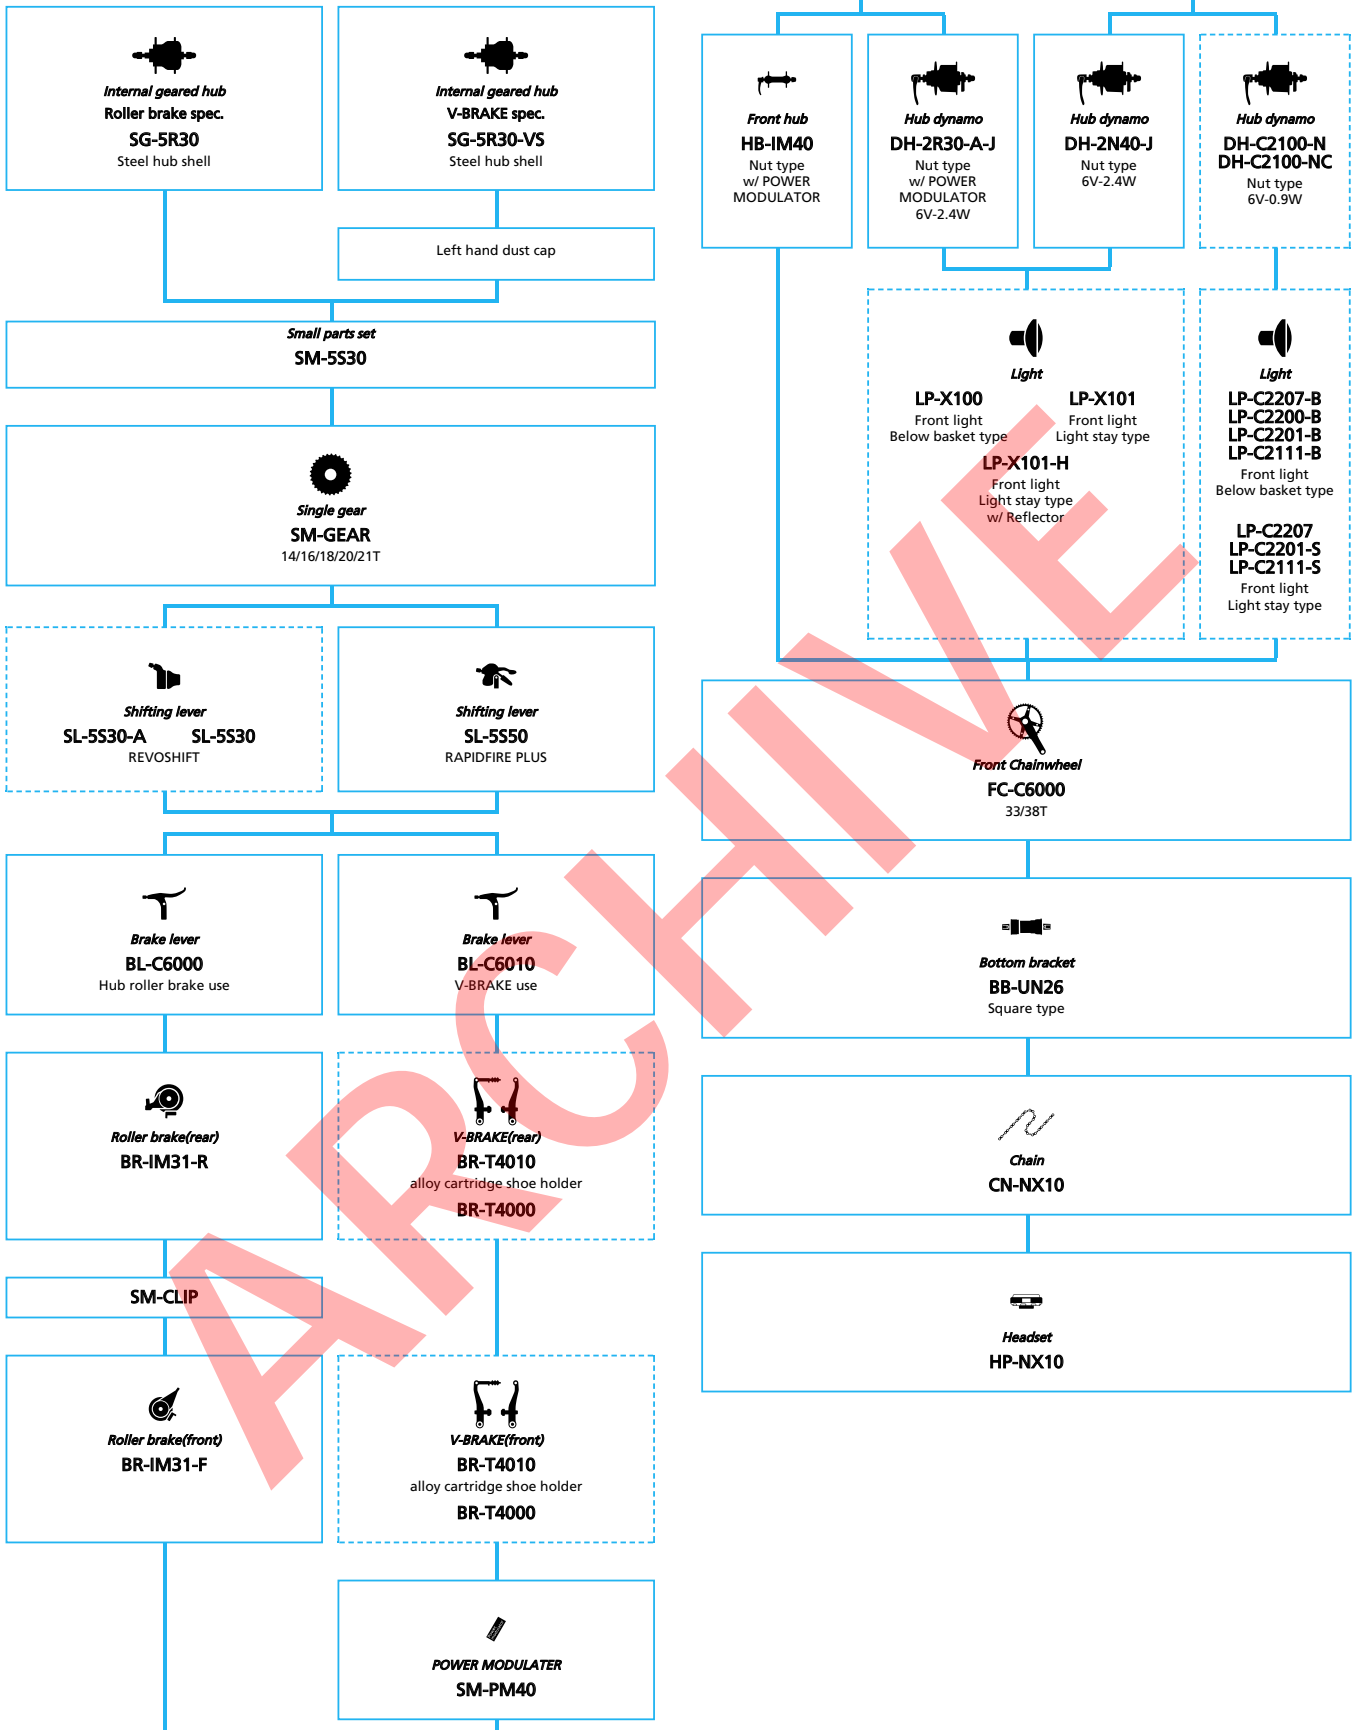 Internal geared hub
Roller brake spec.
SG-5R30
Steel hub shell
Internal geared hub
V-BRAKE spec.
SG-5R30-VS
Steel hub shell
Left hand dust cap
Small parts set
SM-5S30
Single gear
SM-GEAR
14/16/18/20/21T
Shifting lever
SL-5S30-A SL-5S30
REVOSHIFT
Shifting lever
SL-5S50
RAPIDFIRE PLUS
Brake lever
BL-C6000
Hub roller brake use
Brake lever
BL-C6010
V-BRAKE use
Roller brake(rear)
BR-IM31-R
V-BRAKE(rear)
BR-T4010
alloy cartridge shoe holder
BR-T4000
SM-CLIP
Roller brake(front)
BR-IM31-F
V-BRAKE(front)
BR-T4010
alloy cartridge shoe holder
BR-T4000
POWER MODULATER
SM-PM40
Front hub
HB-IM40
Nut type
w/ POWER
MODULATOR
Hub dynamo
DH-2R30-A-J
Nut type
w/ POWER
MODULATOR
6V-2.4W
Hub dynamo
DH-2N40-J
Nut type
6V-2.4W
Hub dynamo
DH-C2100-N
DH-C2100-NC
Nut type
6V-0.9W
Light
LP-X100
Front light
Below basket type
LP-X101
Front light
Light stay type
LP-X101-H
Front light
Light stay type
w/ Reflector
Light
LP-C2207-B
LP-C2200-B
LP-C2201-B
LP-C2111-B
Front light
Below basket type
LP-C2207
LP-C2201-S
LP-C2111-S
Front light
Light stay type
Front Chainwheel
FC-C6000
33/38T
Bottom bracket
BB-UN26
Square type
Chain
CN-NX10
Headset
HP-NX10
ARCHIVE